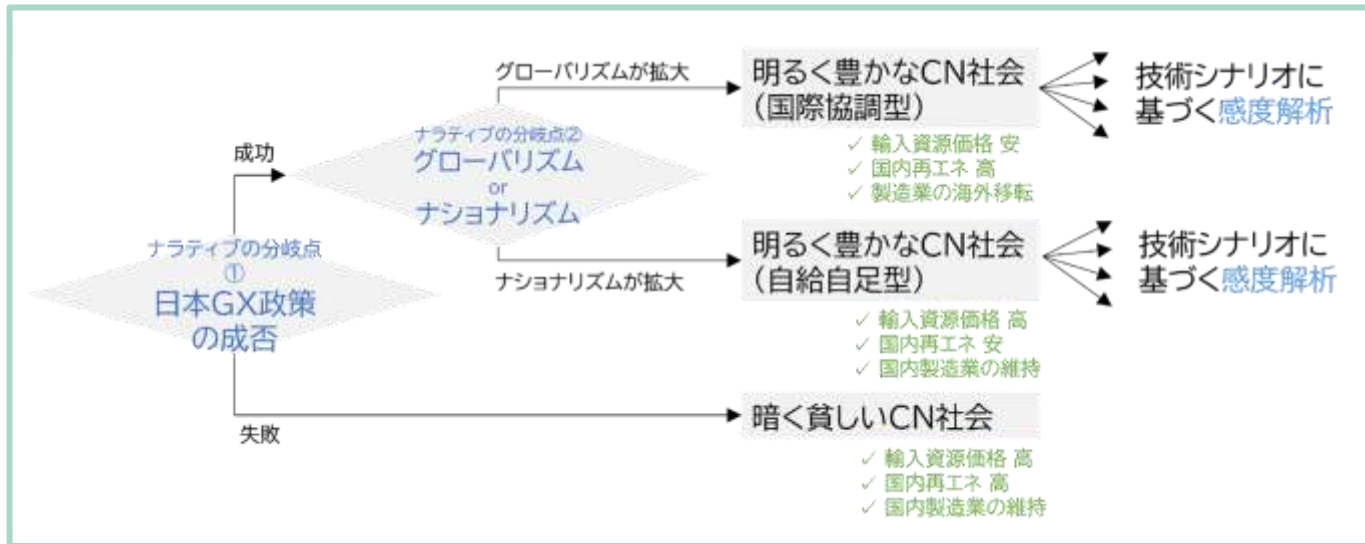 グローバリズムが拡大
明るく豊かなCN社会
（国際協調型）
技術シナリオに
基づく感度解析
✓ 輸入資源価格 安
✓ 国内再エネ 高
✓ 製造業の海外移転
成功
ナラティブの分岐点②
グローバリズム
or
ナショナリズム
ナショナリズムが拡大
明るく豊かなCN社会
（自給自足型）
技術シナリオに
基づく感度解析
✓ 輸入資源価格 高
✓ 国内再エネ 安
✓ 国内製造業の維持
ナラティブの分岐点
①
日本GX政策
の成否
失敗
暗く貧しいCN社会
✓ 輸入資源価格 高
✓ 国内再エネ 高
✓ 国内製造業の維持